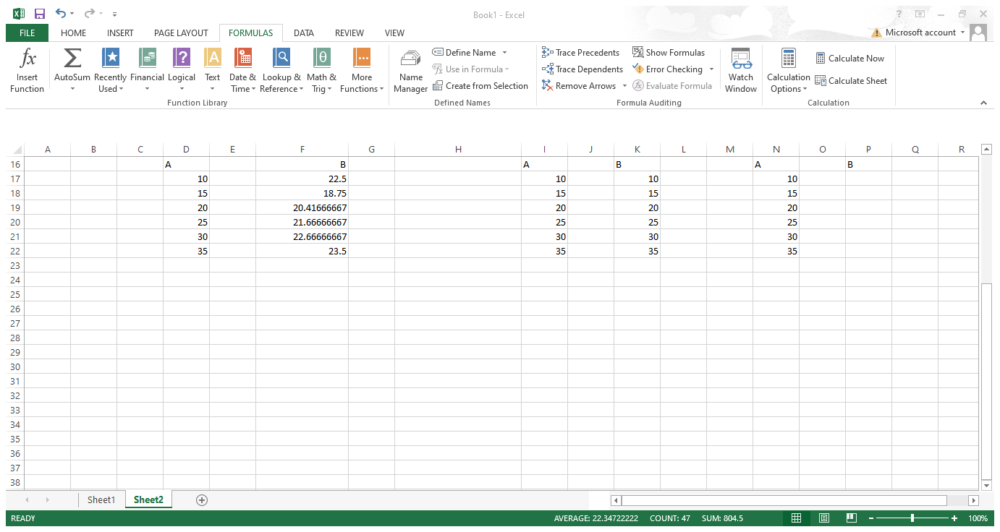 Book1 - Excel
?
FILE HOME INSERT PAGE LAYOUT FORMULAS DATA REVIEW VIEW Microsoft account
fx Insert Function
Σ AutoSum
Recently Used
Financial
Logical
A Text
Date & Time
Lookup & Reference
θ Math & Trig
More Functions
Function Library
Name Manager
Define Name
Use in Formula
Create from Selection
Defined Names
Trace Precedents
Trace Dependents
Remove Arrows
Show Formulas
Error Checking
Evaluate Formula
Formula Auditing
Watch Window
Calculation Options
Calculate Now
Calculate Sheet
Calculation
A B C D E F G H I J K L M N O P Q R
16 A B A B A B
17 10 22.5 10 10 10
18 15 18.75 15 15 15
19 20 20.41666667 20 20 20
20 25 21.66666667 25 25 25
21 30 22.66666667 30 30 30
22 35 23.5 35 35 35
23
24
25
26
27
28
29
30
31
32
33
34
35
36
37
38
Sheet1 Sheet2
READY AVERAGE: 22.34722222 COUNT: 47 SUM: 804.5 100%